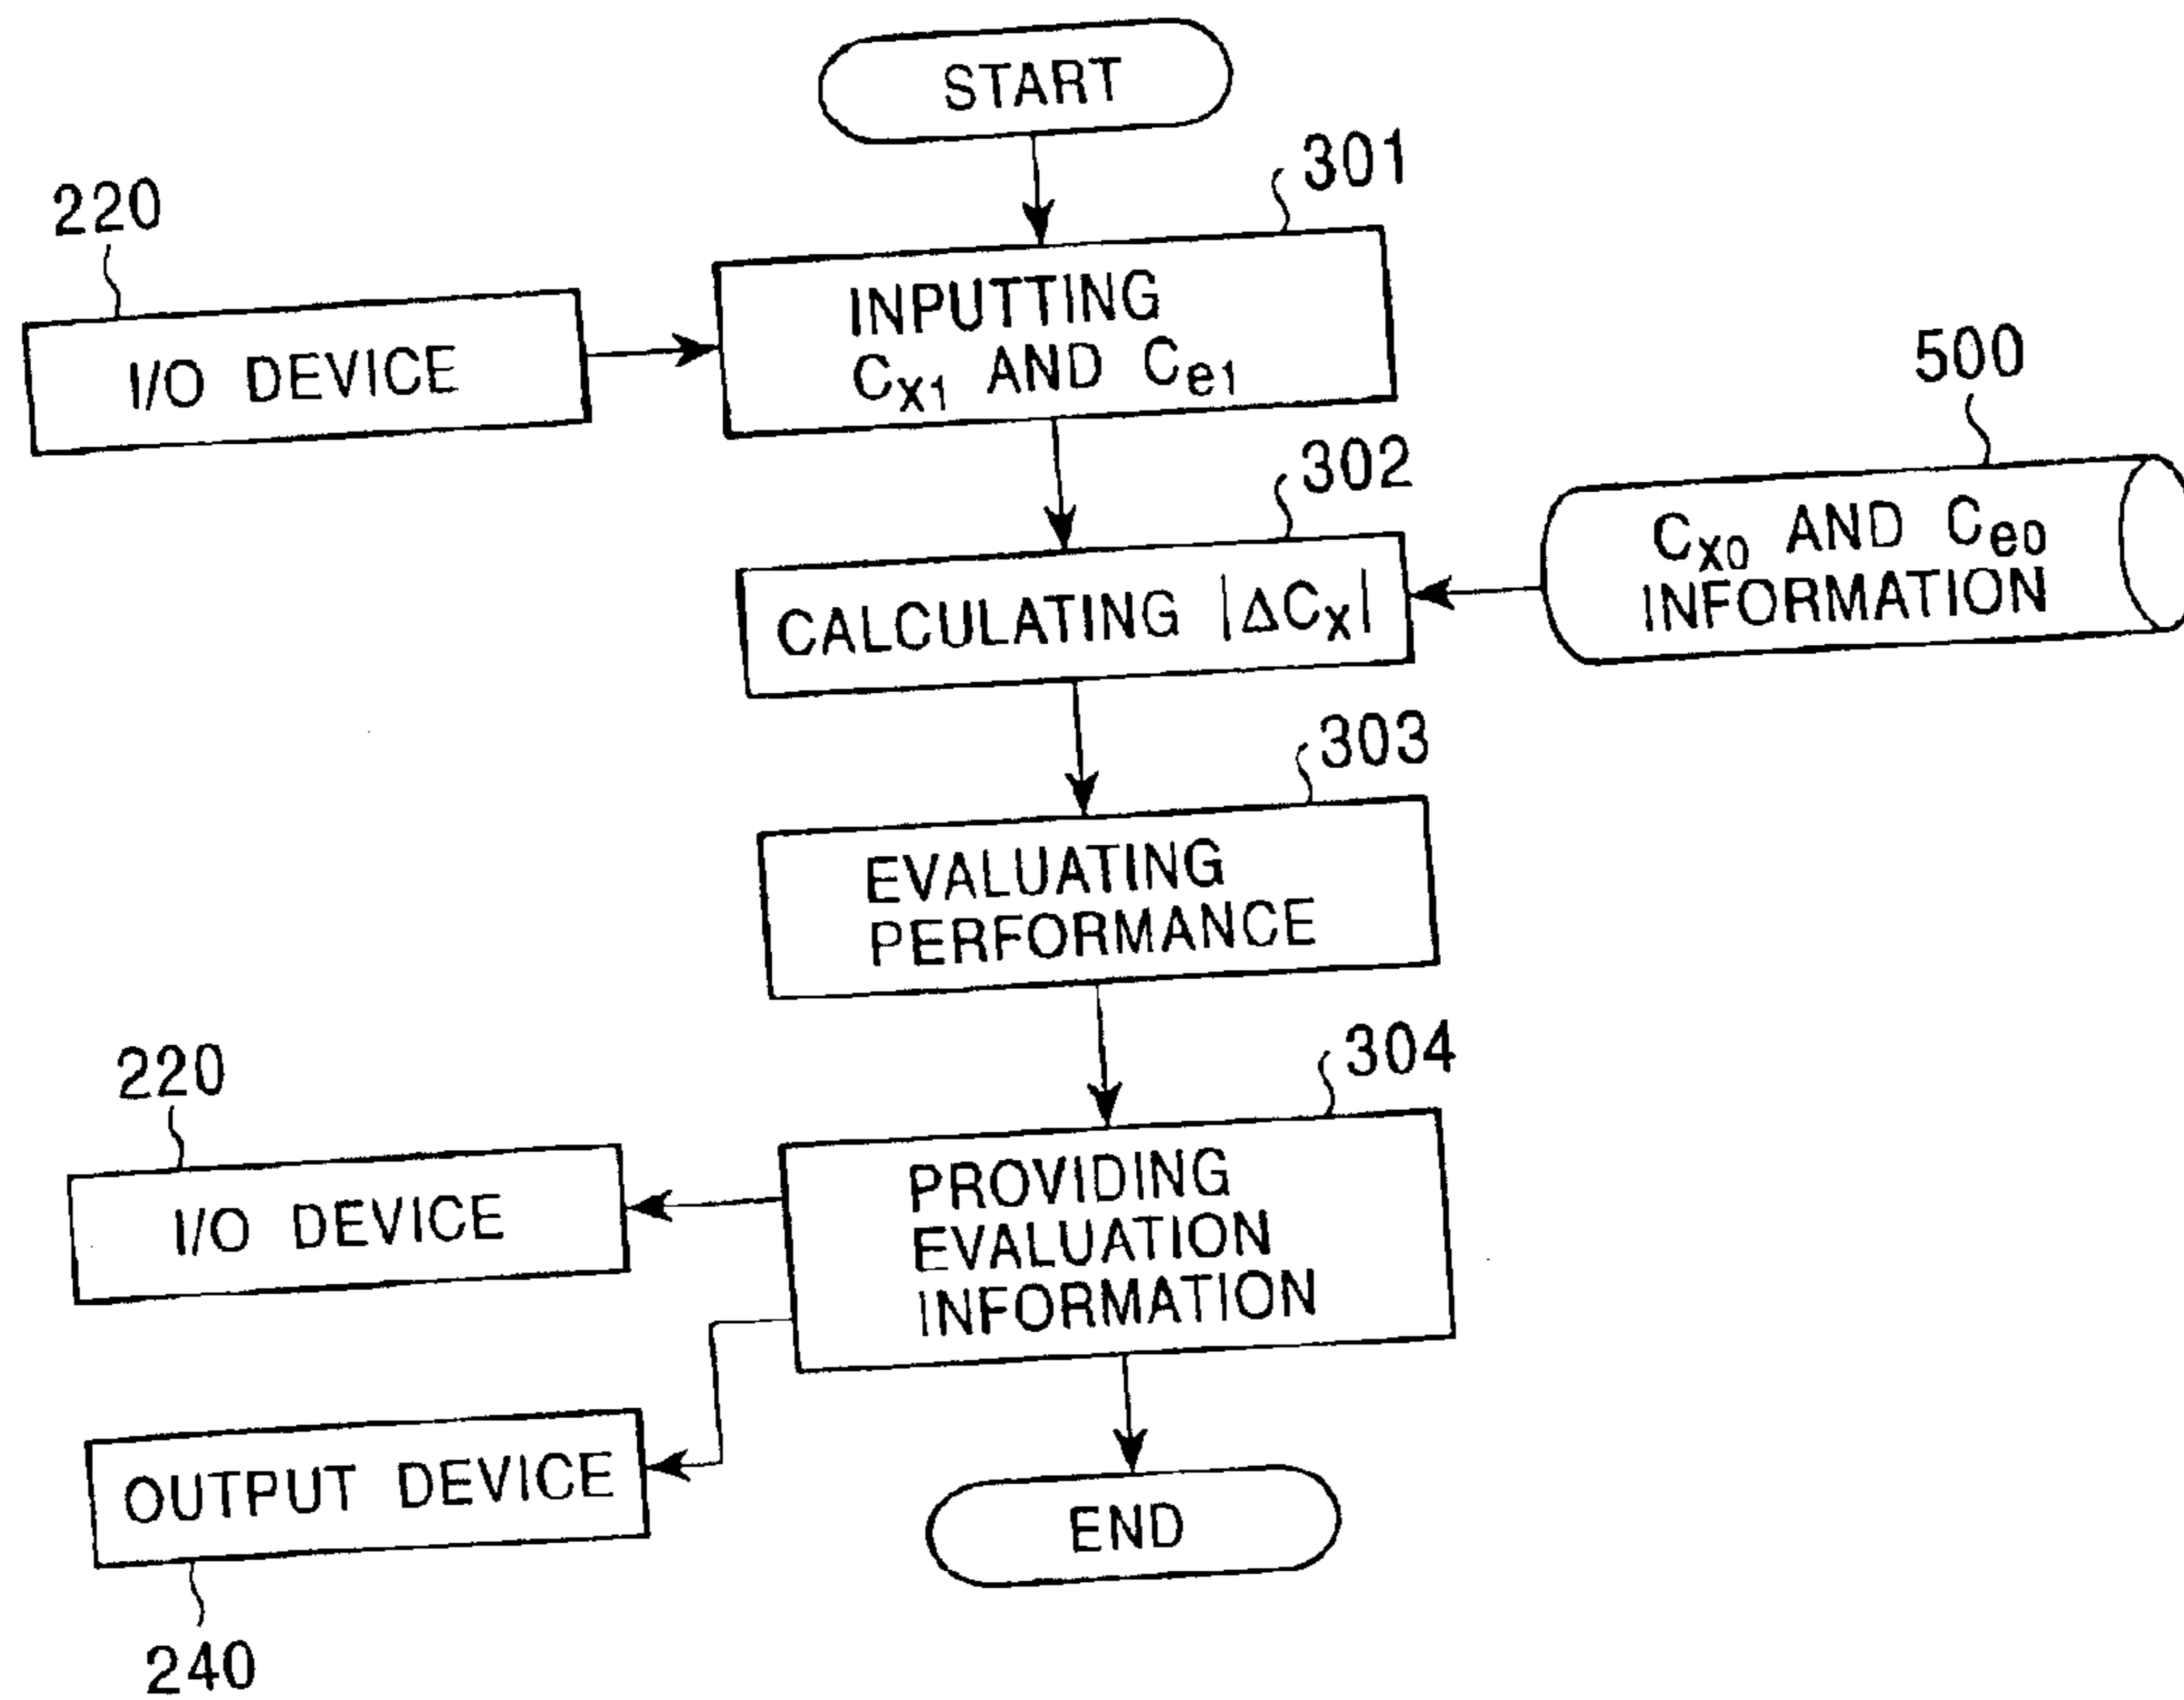 START
301
220
INPUTTING
Cx1 AND Ce1
I/O DEVICE
500
302
Cx0 AND Ce0
INFORMATION
CALCULATING |ΔCx|
303
EVALUATING
PERFORMANCE
304
220
PROVIDING
EVALUATION
INFORMATION
I/O DEVICE
OUTPUT DEVICE
END
240